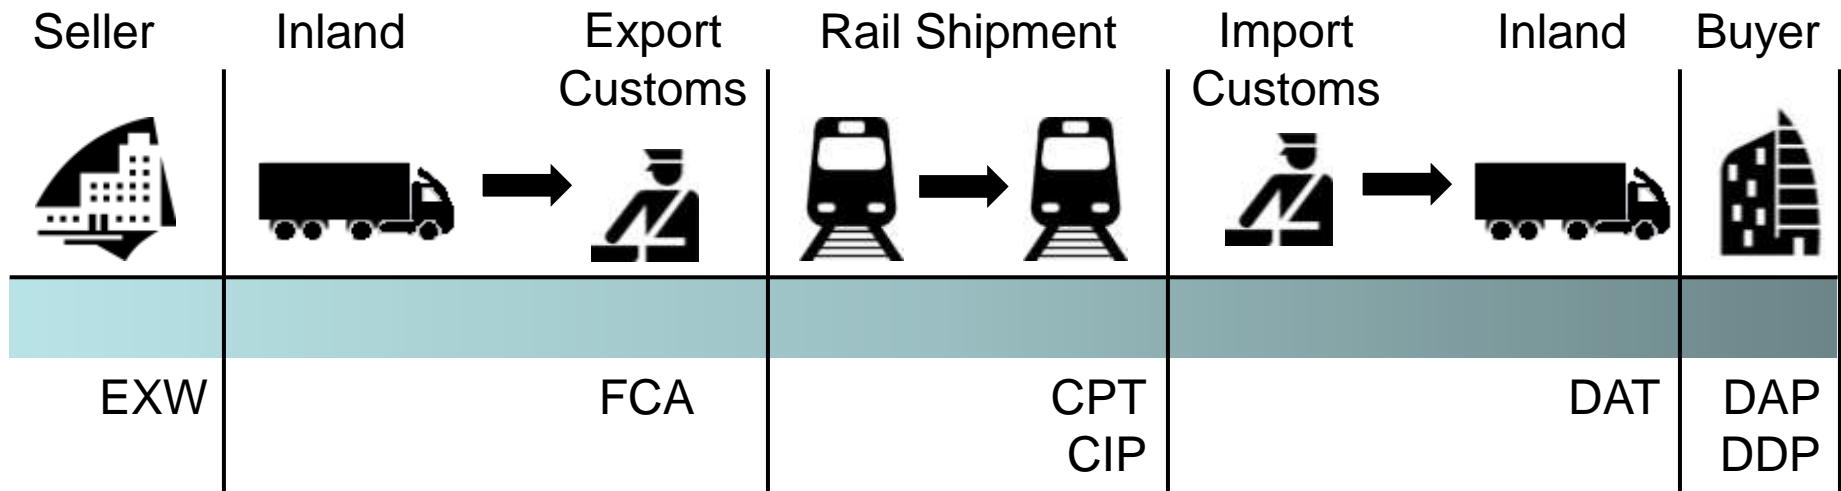 Seller Inland Export Rail Shipment Import Inland Buyer
Customs Customs
EXW FCA CPT DAT DAP
CIP DDP